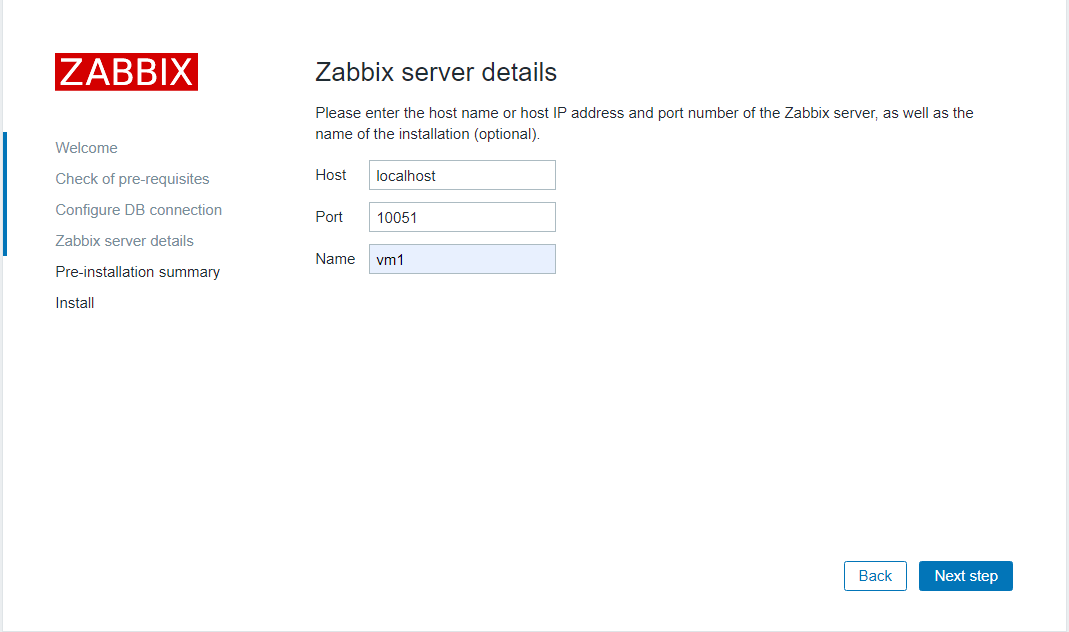 ZABBIX
Welcome
Check of pre-requisites
Configure DB connection
Zabbix server details
Pre-installation summary
Install
Zabbix server details
Please enter the host name or host IP address and port number of the Zabbix server, as well as the
name of the installation (optional).
Host localhost
Port 10051
Name vm1
Back Next step